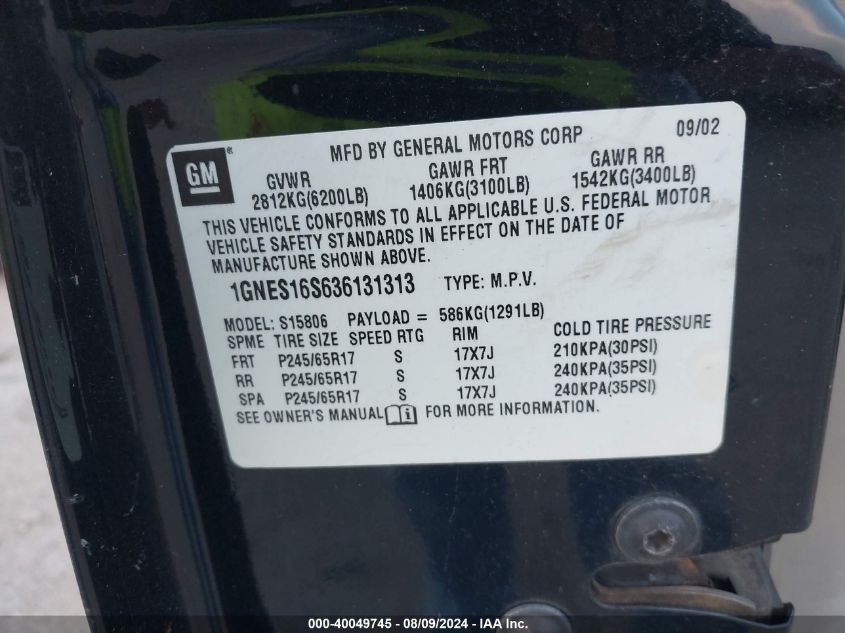 MFD BY GENERAL MOTORS CORP 09/02
GM
GVWR GAWR FRT GAWR RR
2812KG(6200LB) 1406KG(3100LB) 1542KG(3400LB)
THIS VEHICLE CONFORMS TO ALL APPLICABLE U.S. FEDERAL MOTOR
VEHICLE SAFETY STANDARDS IN EFFECT ON THE DATE OF
MANUFACTURE SHOWN ABOVE.
1GNES16S636131313 TYPE: M.P.V.
MODEL: S15806 PAYLOAD = 586KG(1291LB)
SPME TIRE SIZE SPEED RTG RIM COLD TIRE PRESSURE
FRT P245/65R17 S 17X7J 210KPA(30PSI)
RR P245/65R17 S 17X7J 240KPA(35PSI)
SPA P245/65R17 S 17X7J 240KPA(35PSI)
SEE OWNER'S MANUAL FOR MORE INFORMATION.
000-40049745 - 08/09/2024 - IAA, Inc.